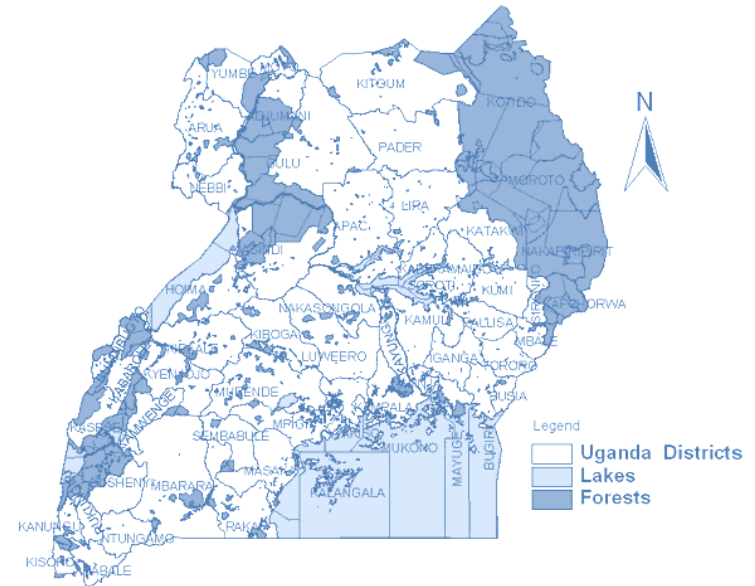 YUMBE
KITGUM
KOTIDO
N
ADJUMANI
ARUA
PADER
GULU
MOROTO
NEBBI
LIRA
APAC
KATAKWI
NAKAPIRIPIRIT
HOIMA
KUMI
NAKASONGOLA
KAPCHORWA
KAMULI
PALLISA
KIBOGA
MBALE
LUWEERO
IGANGA
TORORO
KYENJOJO
BUSIA
MUBENDE
Legend
MPIGI
SEMBABULE
MUKONO
MAYUGE
BUGIRI
Uganda Districts
MASAKA
Lakes
BUSHENYI
MBARARA
KALANGALA
Forests
RAKAI
KANUNGU
NTUNGAMO
KISORO
KABALE